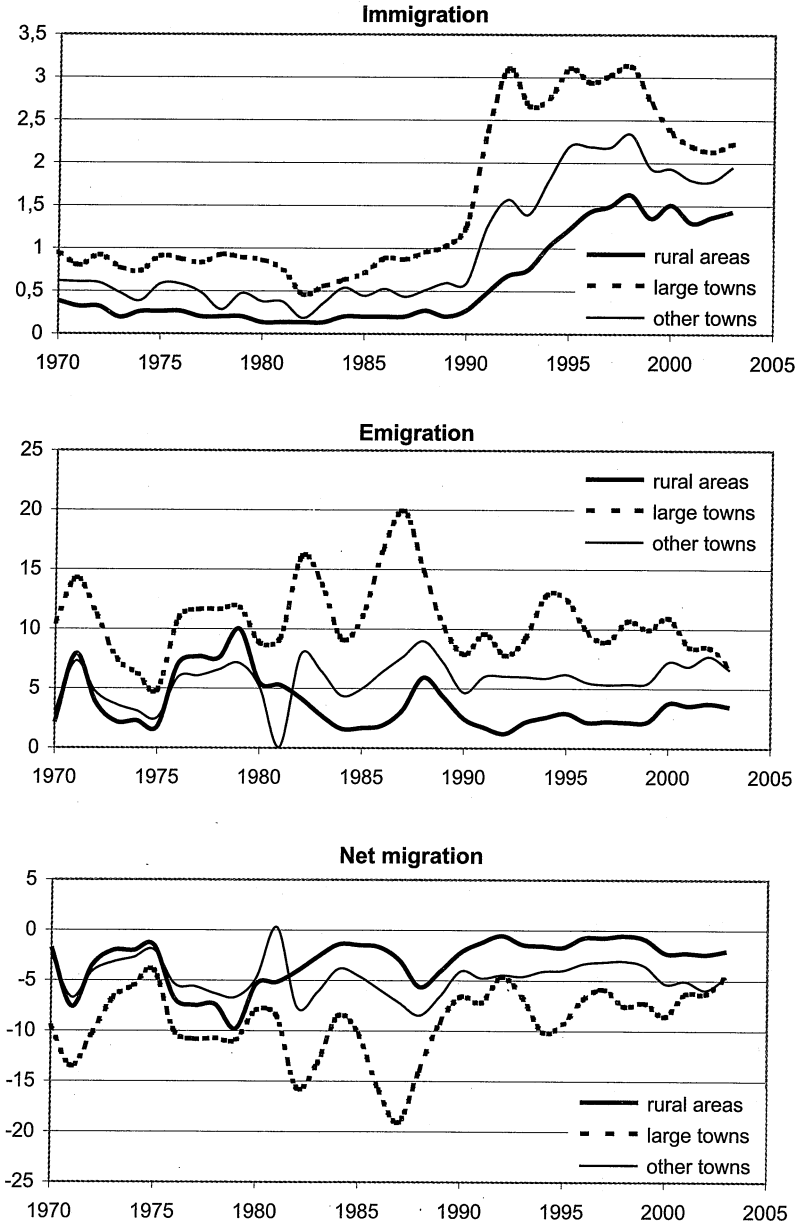 Immigration
3,5
3
2,5
2
1,5
1
0,5
0
rural areas
large towns
other towns
1970 1975 1980 1985 1990 1995 2000 2005
Emigration
25
20
15
10
5
0
rural areas
large towns
other towns
1970 1975 1980 1985 1990 1995 2000 2005
Net migration
5
0
-5
-10
-15
-20
-25
rural areas
large towns
other towns
1970 1975 1980 1985 1990 1995 2000 2005